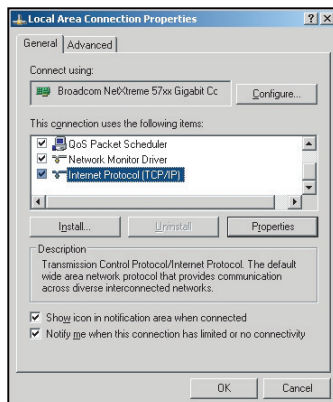 Local Area Connection Properties
General
Advanced
Connect using:
Broadcom NetXtreme 57xx Gigabit Cc
Configure...
This connection uses the following items:
QoS Packet Scheduler
Network Monitor Driver
Internet Protocol (TCP/IP)
Install...
Uninstall
Properties
Description
Transmission Control Protocol/Internet Protocol. The default
wide area network protocol that provides communication
across diverse interconnected networks.
Show icon in notification area when connected
Notify me when this connection has limited or no connectivity
OK
Cancel